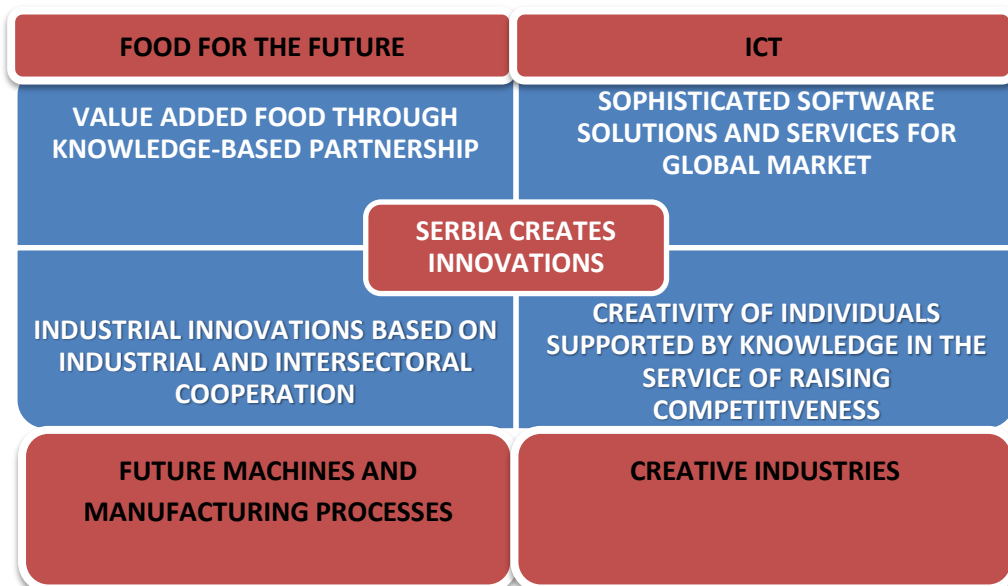 FOOD FOR THE FUTURE
ICT
VALUE ADDED FOOD THROUGH
KNOWLEDGE-BASED PARTNERSHIP
SOPHISTICATED SOFTWARE
SOLUTIONS AND SERVICES FOR
GLOBAL MARKET
SERBIA CREATES
INNOVATIONS
INDUSTRIAL INNOVATIONS BASED ON
INDUSTRIAL AND INTERSECTORAL
COOPERATION
CREATIVITY OF INDIVIDUALS
SUPPORTED BY KNOWLEDGE IN THE
SERVICE OF RAISING
COMPETITIVENESS
FUTURE MACHINES AND
MANUFACTURING PROCESSES
CREATIVE INDUSTRIES